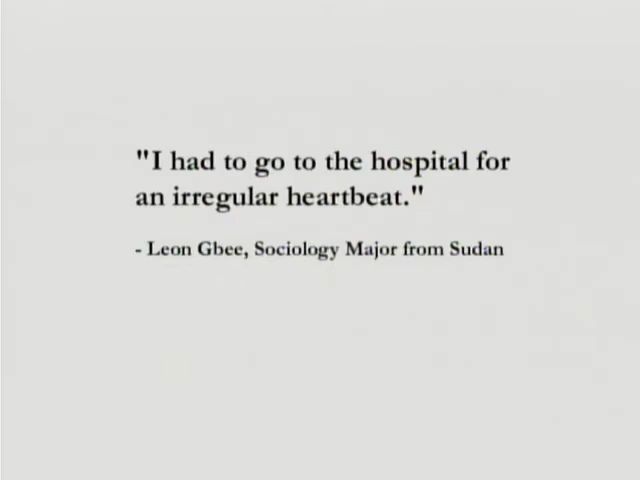 "I had to go to the hospital for
an irregular heartbeat."
- Leon Gbee, Sociology Major from Sudan